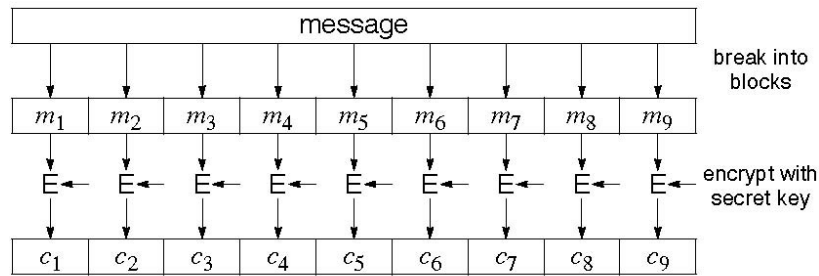 message
break into
blocks
m1 m2 m3 m4 m5 m6 m7 m8 m9
E E E E E E E E E
encrypt with
secret key
c1 c2 c3 c4 c5 c6 c7 c8 c9